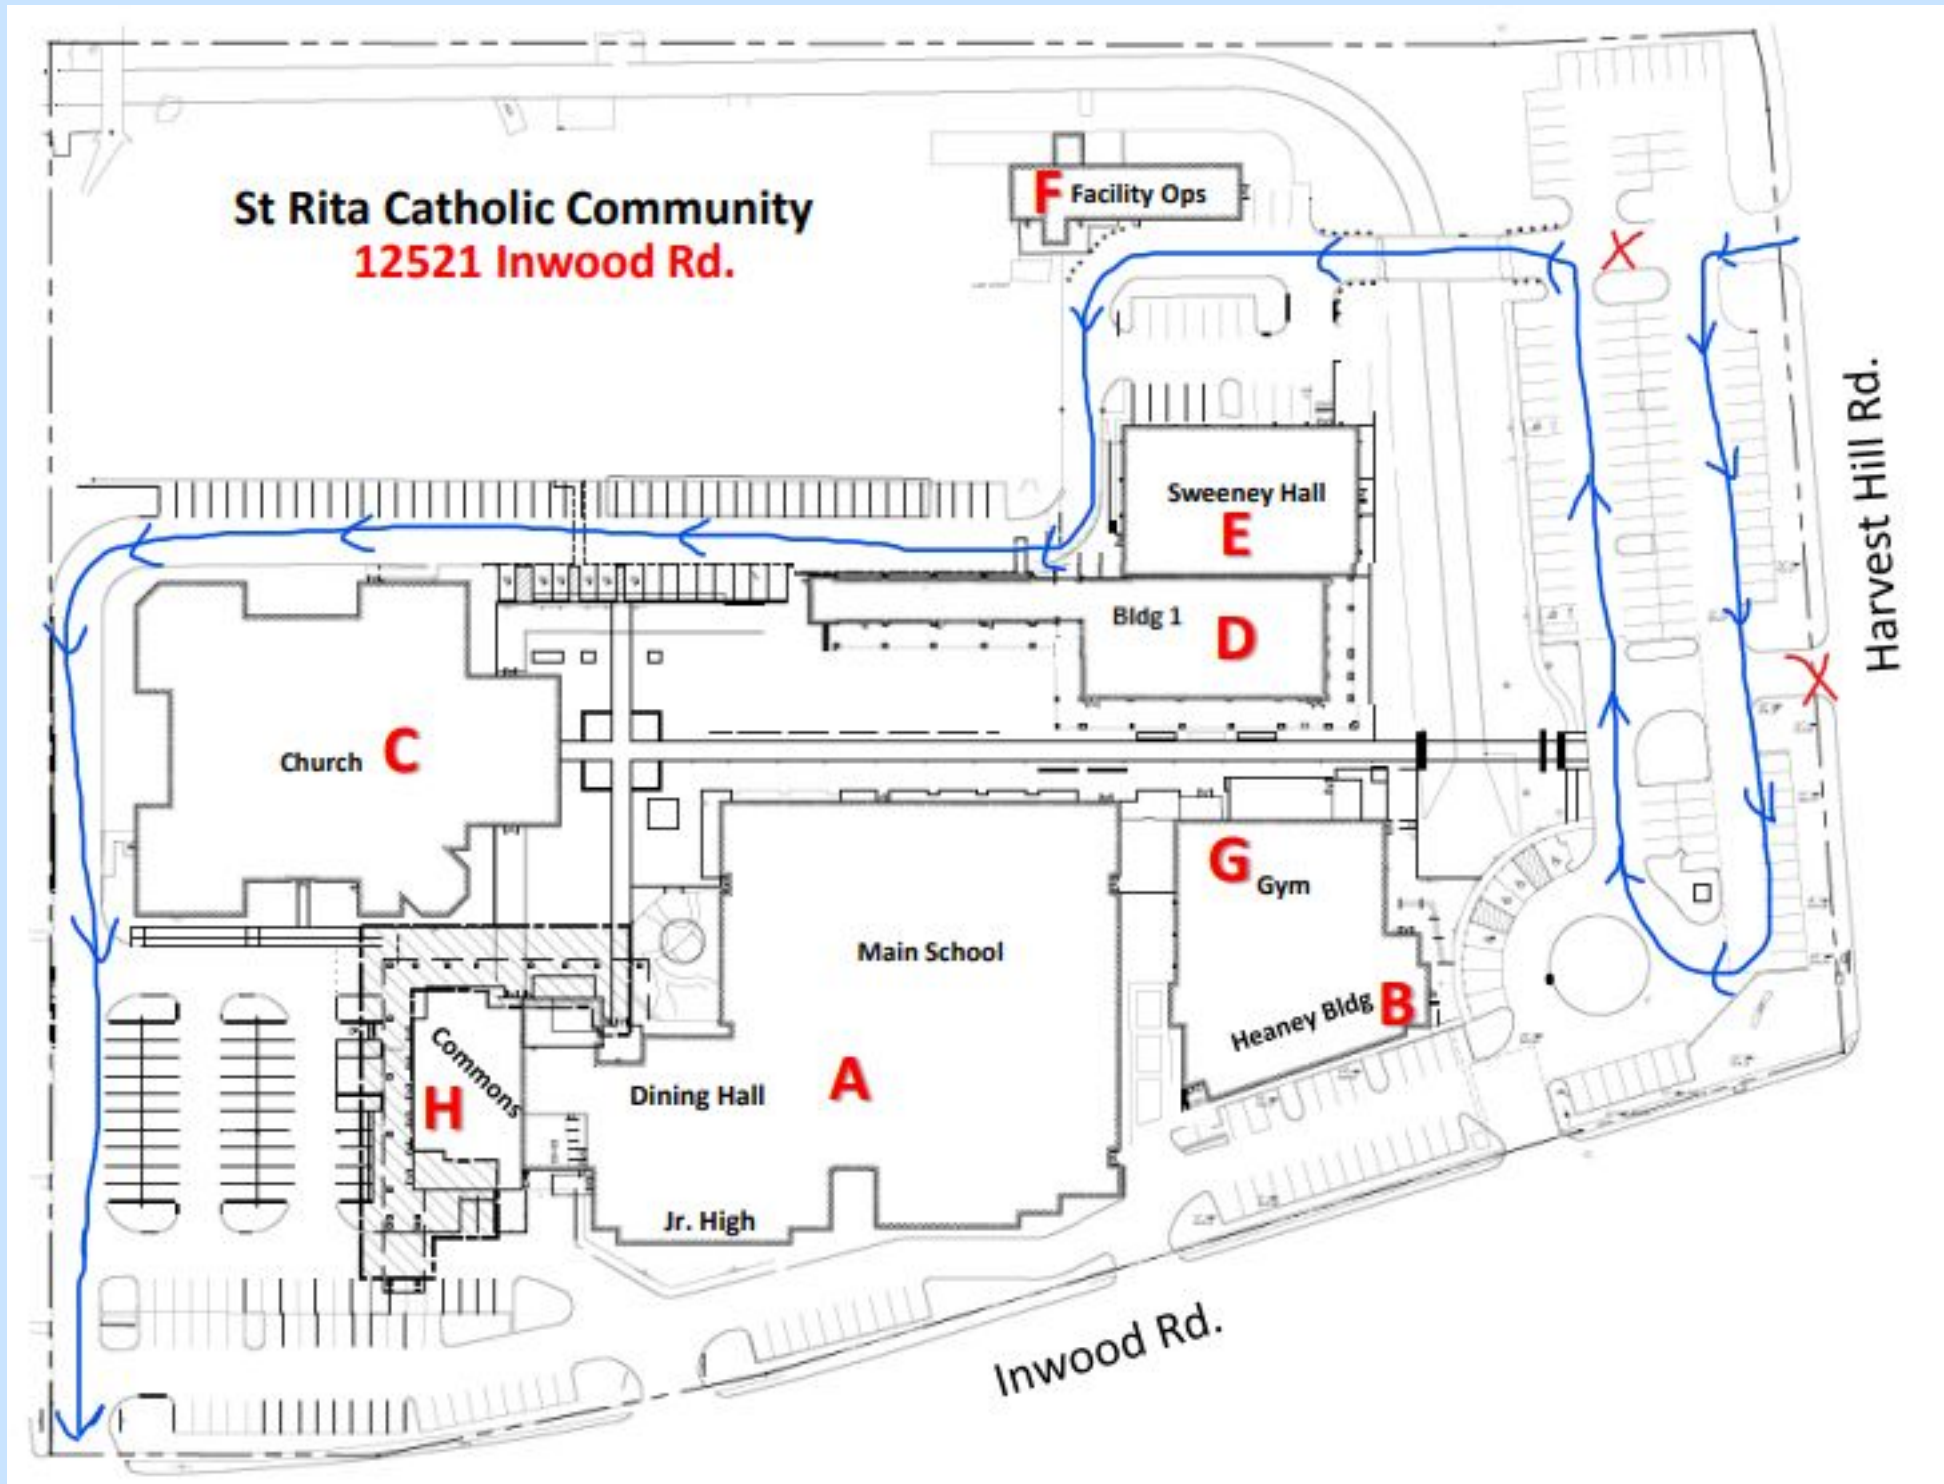 St Rita Catholic Community
12521 Inwood Rd.
F Facility Ops
Harvest Hill Rd.
Sweeney Hall
E
Bldg 1 D
Church C
G
Gym
Main School
Heaney Bldg B
Commons
H
Dining Hall A
Jr. High
Inwood Rd.